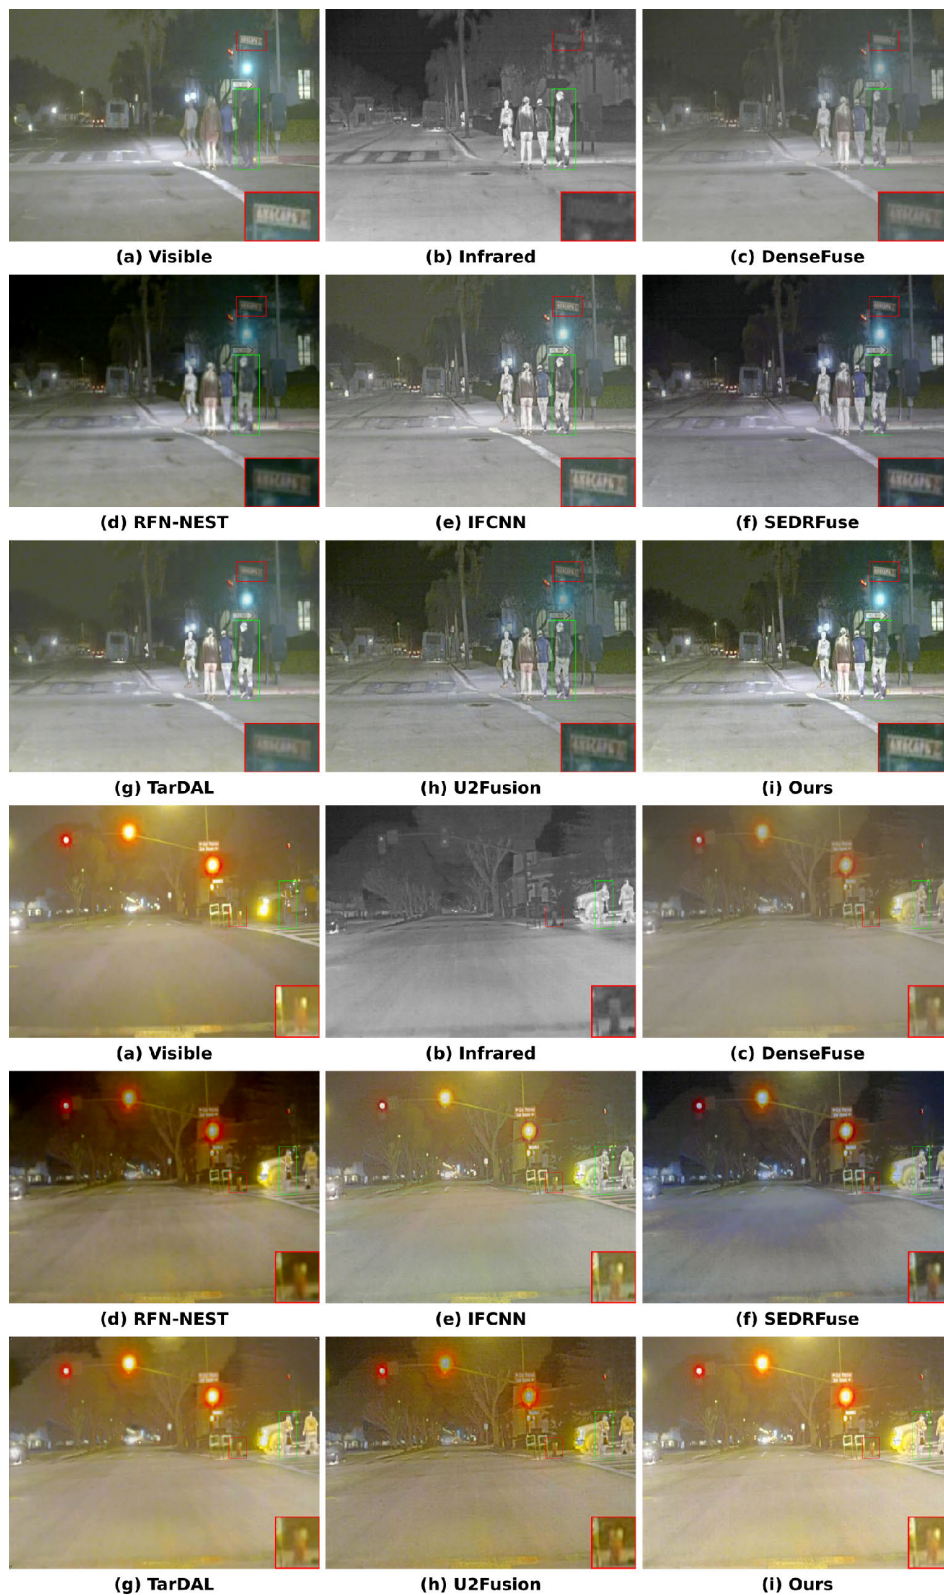 (a) Visible
(b) Infrared
(c) DenseFuse
(d) RFN-NEST
(e) IFCNN
(f) SEDRFuse
(g) TarDAL
(h) U2Fusion
(i) Ours
(a) Visible
(b) Infrared
(c) DenseFuse
(d) RFN-NEST
(e) IFCNN
(f) SEDRFuse
(g) TarDAL
(h) U2Fusion
(i) Ours